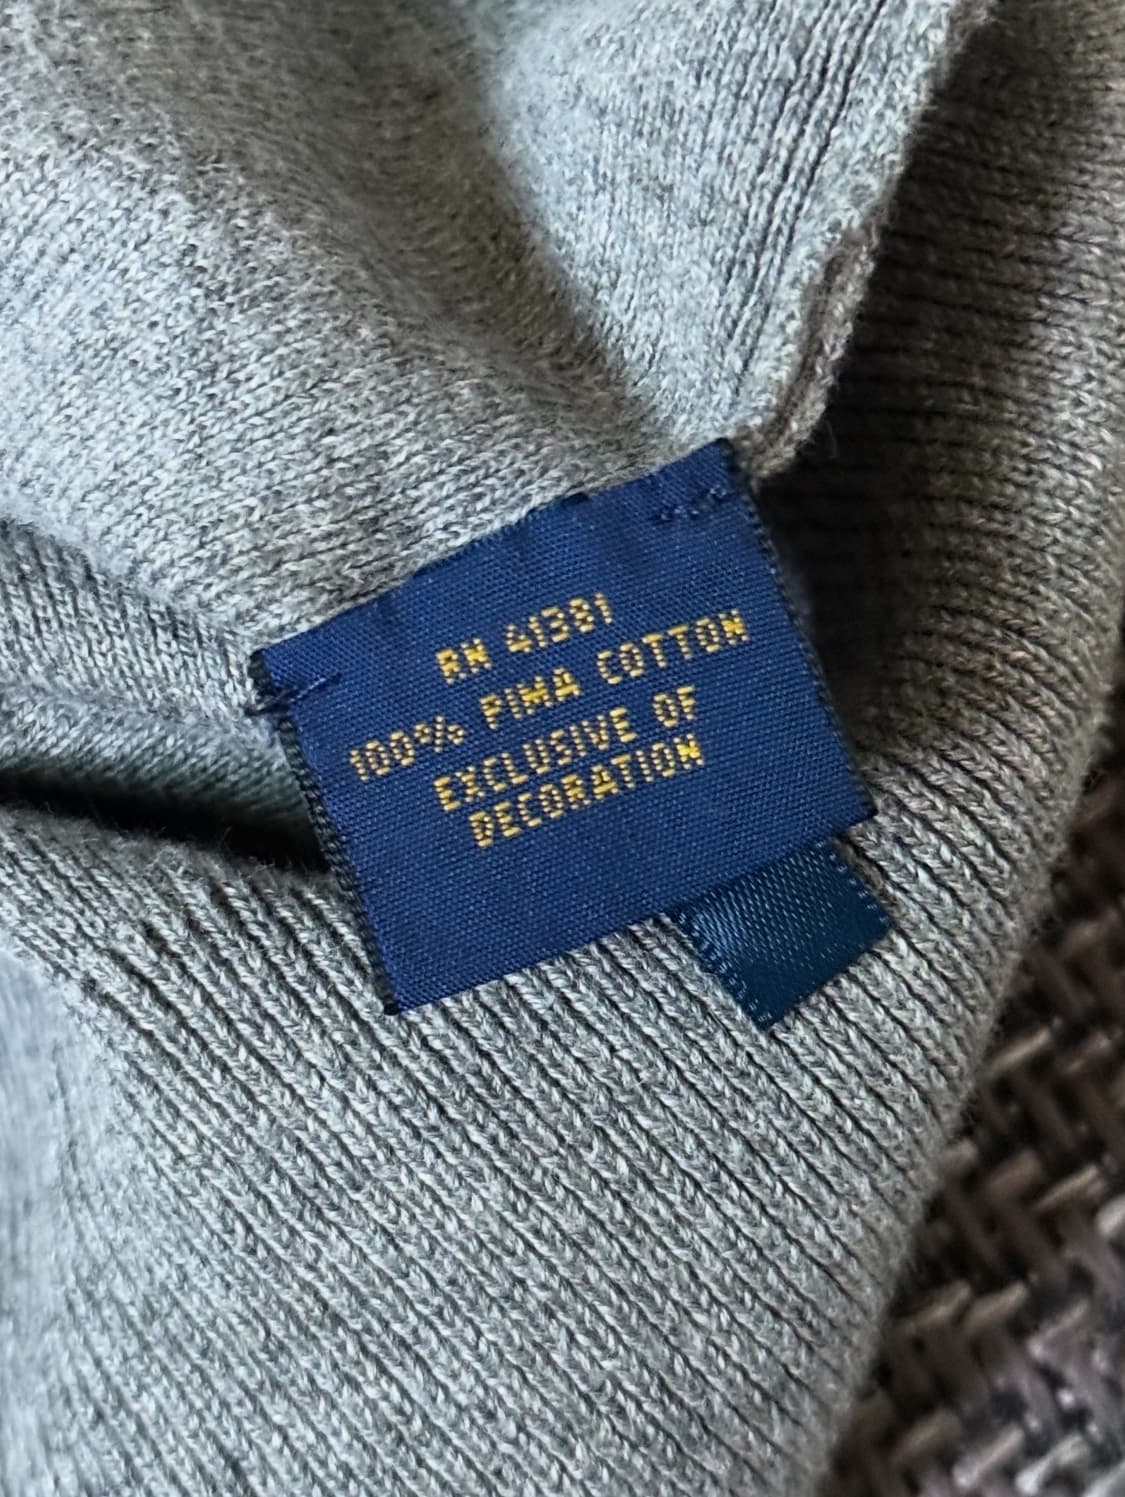 RN 41381
100% PIMA COTTON
EXCLUSIVE OF
DECORATION